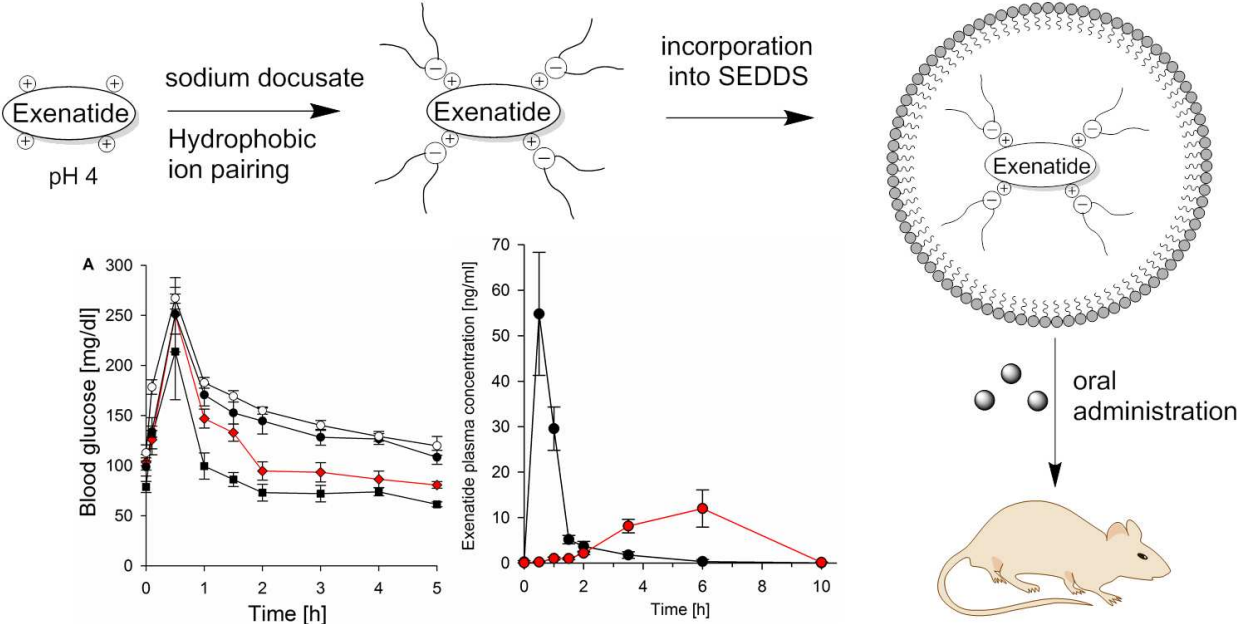 Exenatide
pH 4
sodium docusate
Hydrophobic
ion pairing
Exenatide
incorporation
into SEDDS
Exenatide
oral
administration
A
Blood glucose [mg/dl]
300
250
200
150
100
50
0
0 1 2 3 4 5
Time [h]
Exenatide plasma concentration [ng/ml]
70
60
50
40
30
20
10
0
0 2 4 6 8 10
Time [h]